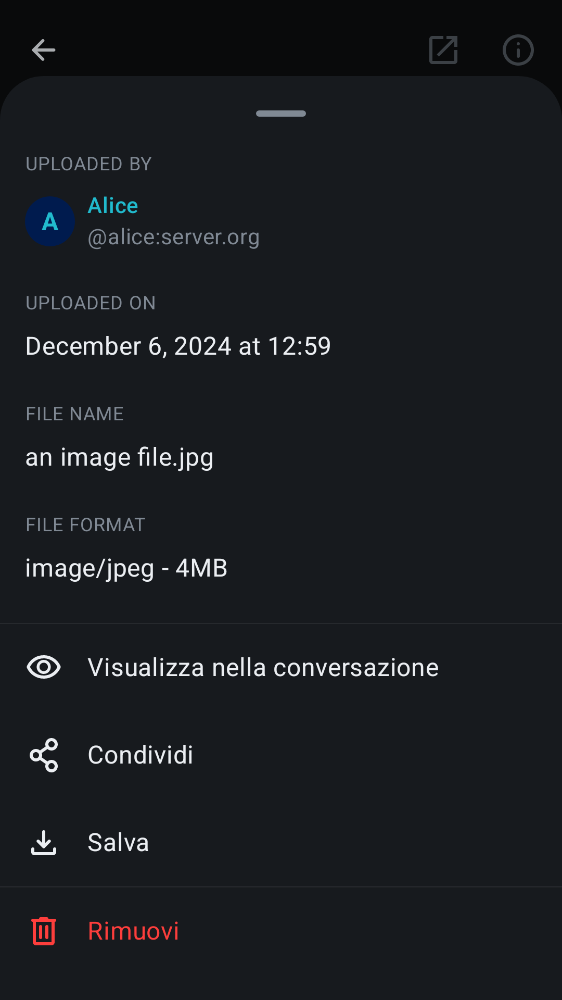 UPLOADED BY
A
Alice
@alice:server.org
UPLOADED ON
December 6, 2024 at 12:59
FILE NAME
an image file.jpg
FILE FORMAT
image/jpeg - 4MB
Visualizza nella conversazione
Condividi
Salva
Rimuovi